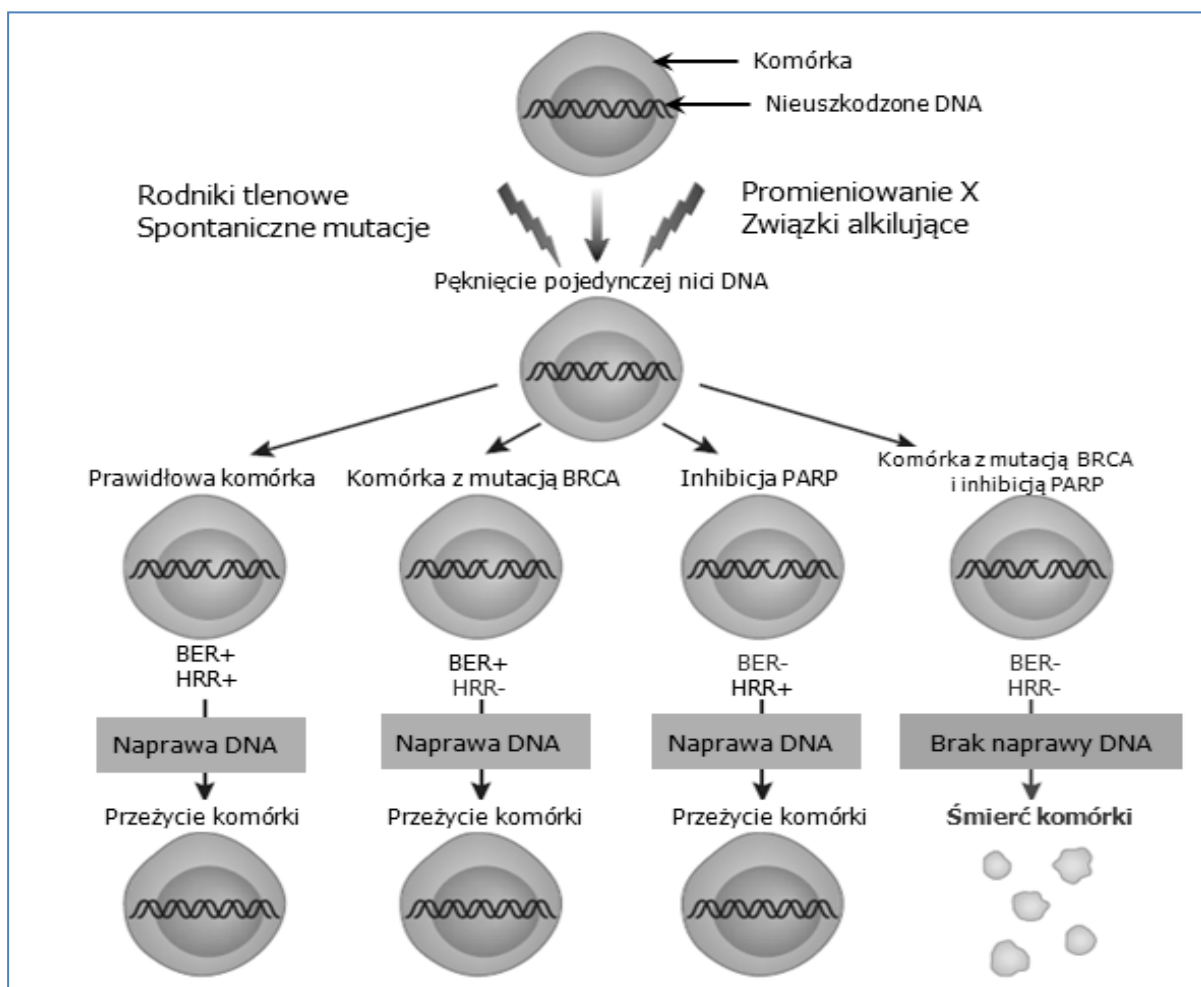 Komórka
Nieuszkodzone DNA
Rodniki tlenowe
Spontaniczne mutacje
Promieniowanie X
Związki alkilujące
Pęknięcie pojedynczej nici DNA
Prawidłowa komórka
Komórka z mutacją BRCA
Inhibicja PARP
Komórka z mutacją BRCA
i inhibicją PARP
BER+
HRR+
BER+
HRR-
BER-
HRR+
BER-
HRR-
Naprawa DNA
Naprawa DNA
Naprawa DNA
Brak naprawy DNA
Przeżycie komórki
Przeżycie komórki
Przeżycie komórki
Śmierć komórki